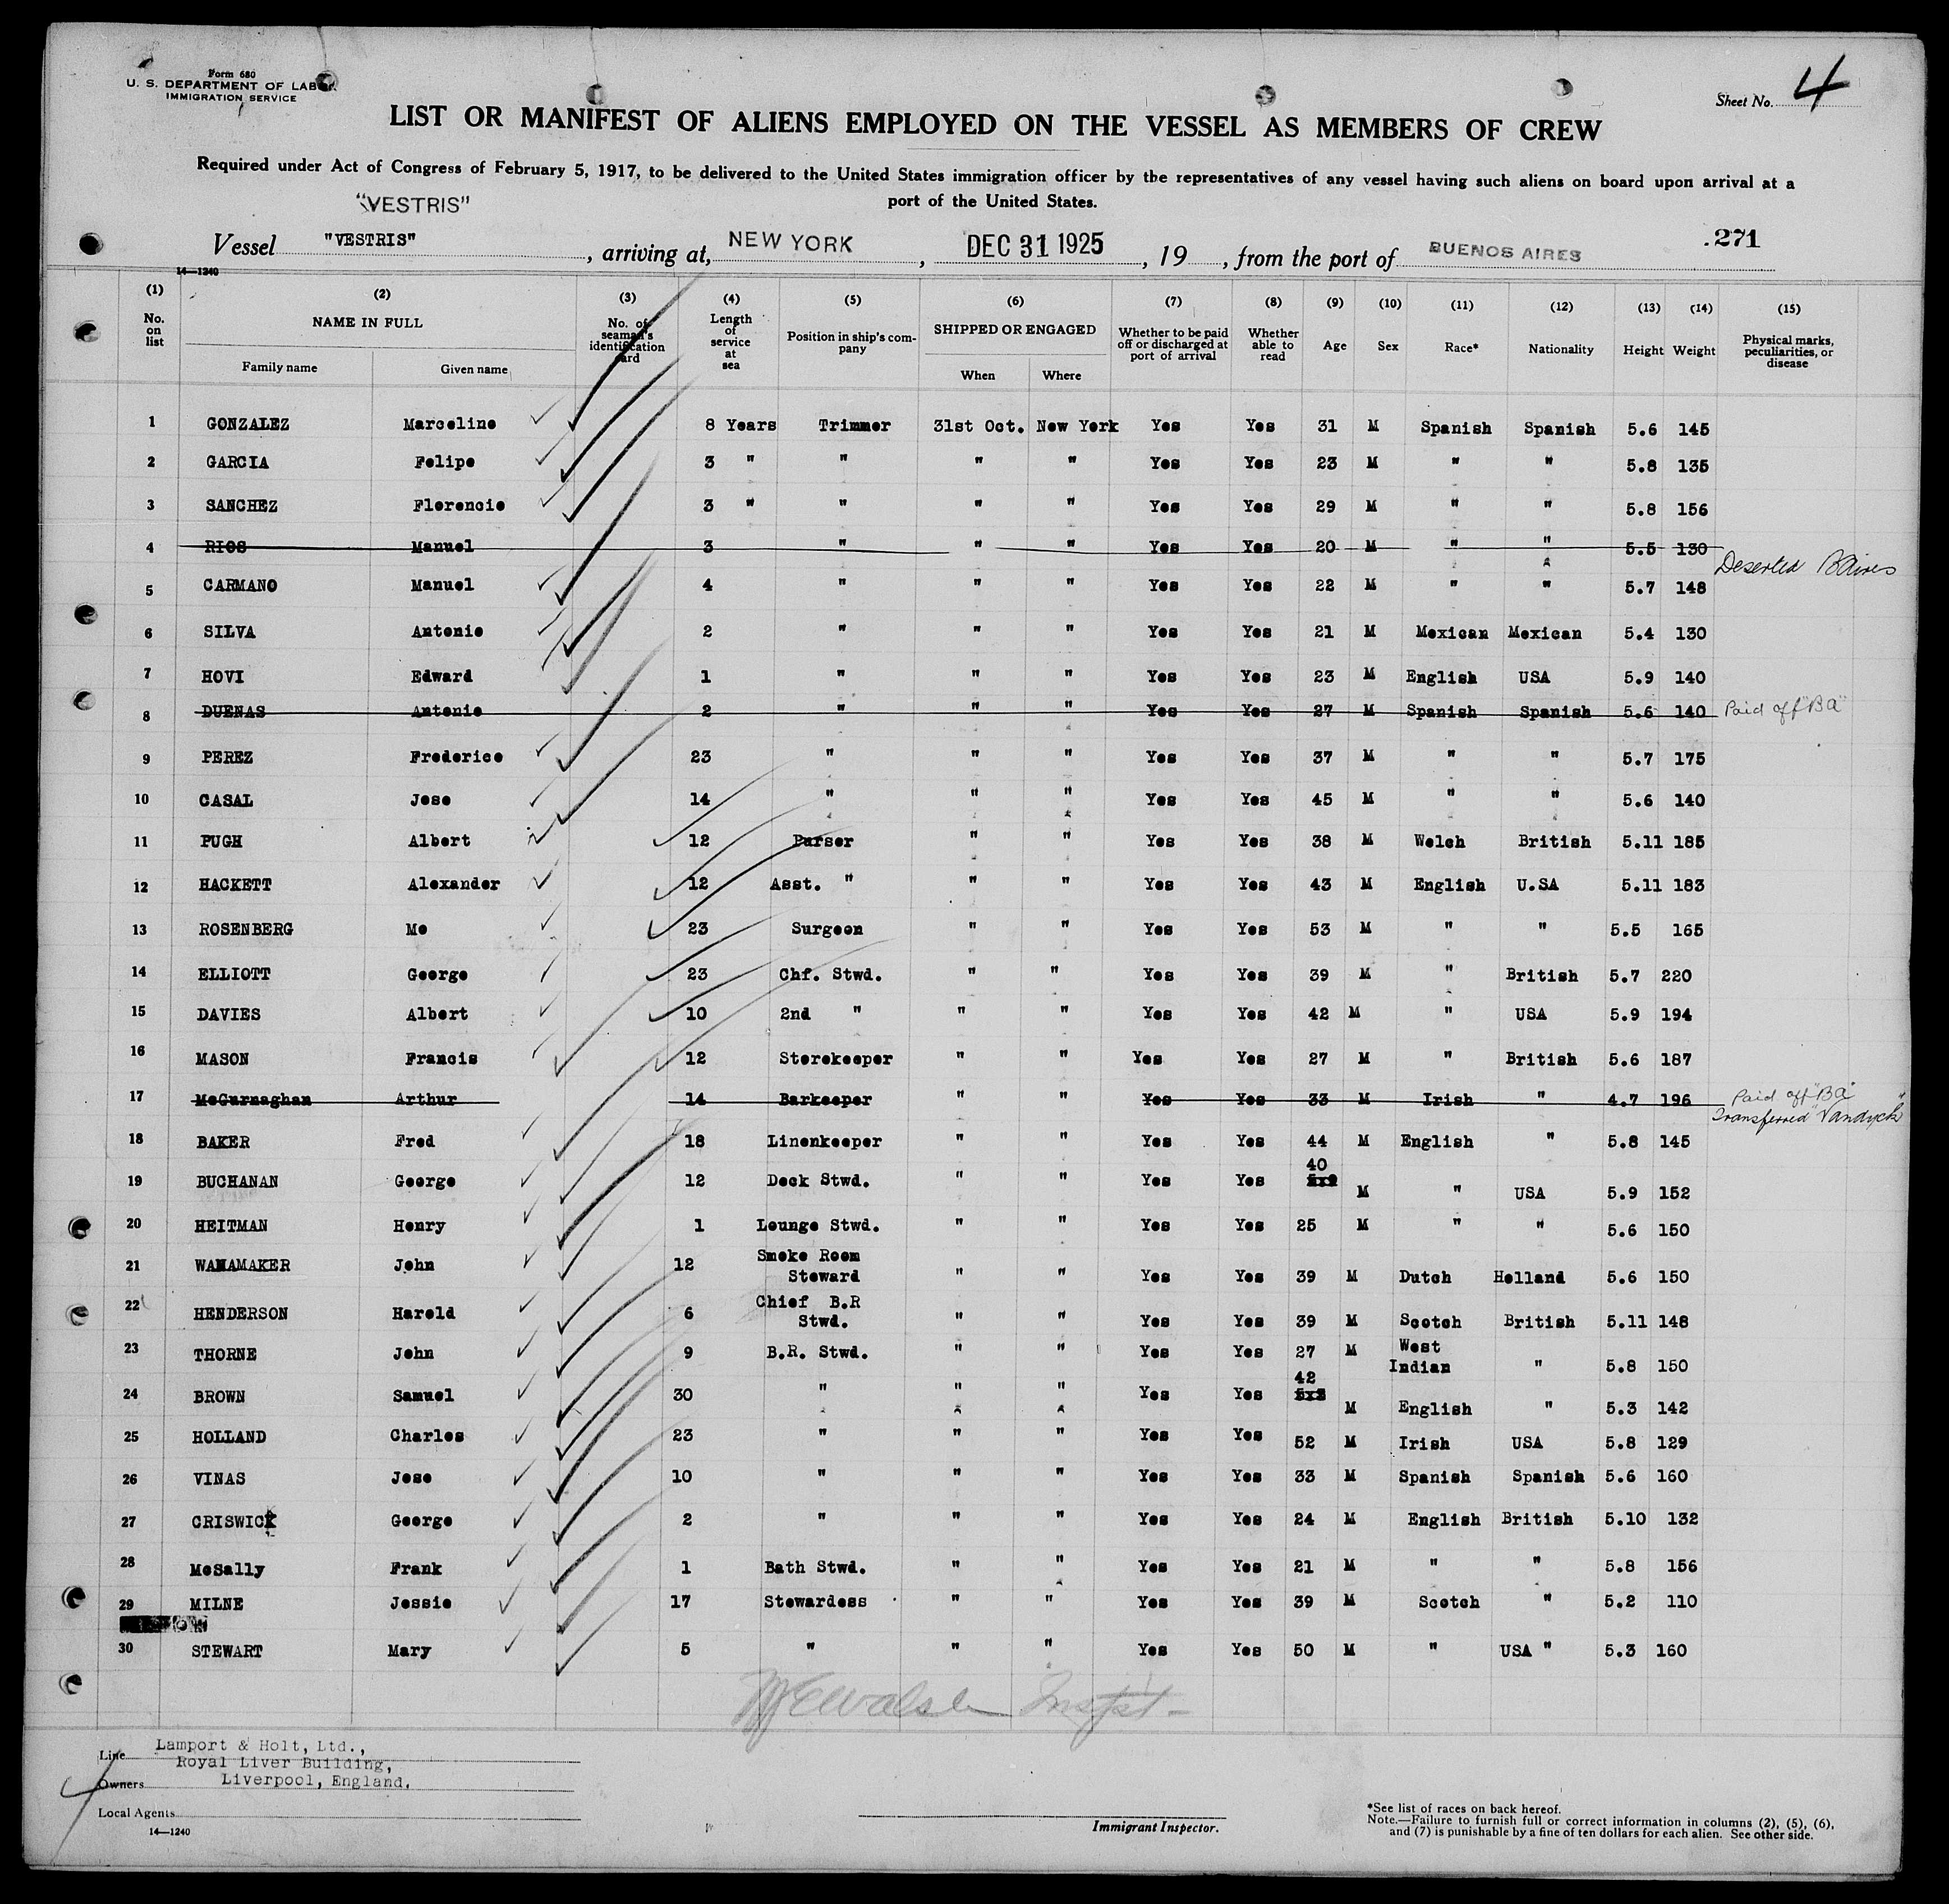 Form 680
U. S. DEPARTMENT OF LABOR
IMMIGRATION SERVICE
Sheet No. 4
LIST OR MANIFEST OF ALIENS EMPLOYED ON THE VESSEL AS MEMBERS OF CREW
Required under Act of Congress of February 5, 1917, to be delivered to the United States immigration officer by the representatives of any vessel having such aliens on board upon arrival at a
port of the United States.
"VESTRIS"
Vessel "VESTRIS", arriving at, NEW YORK, DEC 31 1925, 19 , from the port of BUENOS AIRES .271
14—1240
(1) (2) (3) (4) (5) (6) (7) (8) (9) (10) (11) (12) (13) (14) (15)
No. on list NAME IN FULL Family name Given name No. of seaman's identification card Length of service at sea Position in ship's company SHIPPED OR ENGAGED When Where Whether to be paid off or discharged at port of arrival Whether able to read Age Sex Race* Nationality Height Weight Physical marks, peculiarities, or disease
1 GONZALEZ Marceline 8 Years Trimmer 31st Oct. New York Yes Yes 31 M Spanish Spanish 5.6 145
2 GARCIA Felipe 3 " " " " Yes Yes 23 M " " 5.8 135
3 SANCHEZ Florencio 3 " " " " Yes Yes 29 M " " 5.8 156
4 RIOS Manuel 3 " " " Yes Yes 20 M " " 5.5 130 Deserted BAires
5 CARMANO Manuel 4 " " " Yes Yes 22 M " " 5.7 148
6 SILVA Antonio 2 " " " Yes Yes 21 M Mexican Mexican 5.4 130
7 HOVI Edward 1 " " " Yes Yes 23 M English USA 5.9 140
8 DUENAS Antonio 2 " " " Yes Yes 27 M Spanish Spanish 5.6 140 Paid off "BA"
9 PEREZ Frederico 23 " " " Yes Yes 37 M " " 5.7 175
10 CASAL Jose 14 " " " Yes Yes 45 M " " 5.6 140
11 PUGH Albert 12 Purser " " Yes Yes 38 M Welch British 5.11 185
12 HACKETT Alexander 12 Asst. " " " Yes Yes 43 M English U.SA 5.11 183
13 ROSENBERG Mo 23 Surgeon " " Yes Yes 53 M " " 5.5 165
14 ELLIOTT George 23 Chf. Stwd. " " Yes Yes 39 M " British 5.7 220
15 DAVIES Albert 10 2nd " " " Yes Yes 42 M " USA 5.9 194
16 MASON Francis 12 Storekeeper " " Yes Yes 27 M " British 5.6 187
17 McGurnaghan Arthur 14 Barkeeper " " Yes Yes 33 M Irish " 4.7 196 Paid off "BA"
Transferred "Vandyck"
18 BAKER Fred 18 Linenkeeper " " Yes Yes 44 M English " 5.8 145
19 BUCHANAN George 12 Deck Stwd. " " Yes Yes 40 M " USA 5.9 152
20 HEITMAN Henry 1 Lounge Stwd. " " Yes Yes 25 M " " 5.6 150
21 WANAMAKER John 12 Smoke Room Steward " " Yes Yes 39 M Dutch Holland 5.6 150
22 HENDERSON Harold 6 Chief B.R Stwd. " " Yes Yes 39 M Scotch British 5.11 148
23 THORNE John 9 B.R. Stwd. " " Yes Yes 27 M West Indian " 5.8 150
24 BROWN Samuel 30 " " " Yes Yes 42 M English " 5.3 142
25 HOLLAND Charles 23 " " " Yes Yes 52 M Irish USA 5.8 129
26 VINAS Jose 10 " " " Yes Yes 33 M Spanish Spanish 5.6 160
27 CRISWICK George 2 " " " Yes Yes 24 M English British 5.10 132
28 McSally Frank 1 Bath Stwd. " " Yes Yes 21 M " " 5.8 156
29 MILNE Jessie 17 Stewardess " " Yes Yes 39 M Scotch " 5.2 110
30 STEWART Mary 5 " " " Yes Yes 50 M " USA " 5.3 160
Line Lamport & Holt, Ltd.,
Royal Liver Building,
Owners Liverpool, England.
Local Agents
14—1240
Immigrant Inspector.
*See list of races on back hereof.
Note.—Failure to furnish full or correct information in columns (2), (5), (6),
and (7) is punishable by a fine of ten dollars for each alien. See other side.